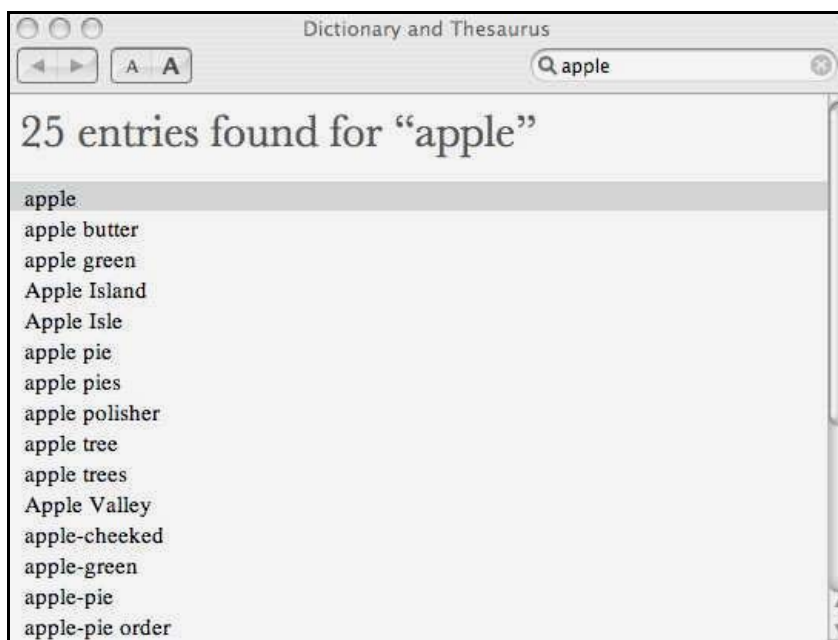 Dictionary and Thesaurus
A A
apple
25 entries found for “apple”
apple
apple butter
apple green
Apple Island
Apple Isle
apple pie
apple pies
apple polisher
apple tree
apple trees
Apple Valley
apple-cheeked
apple-green
apple-pie
apple-pie order